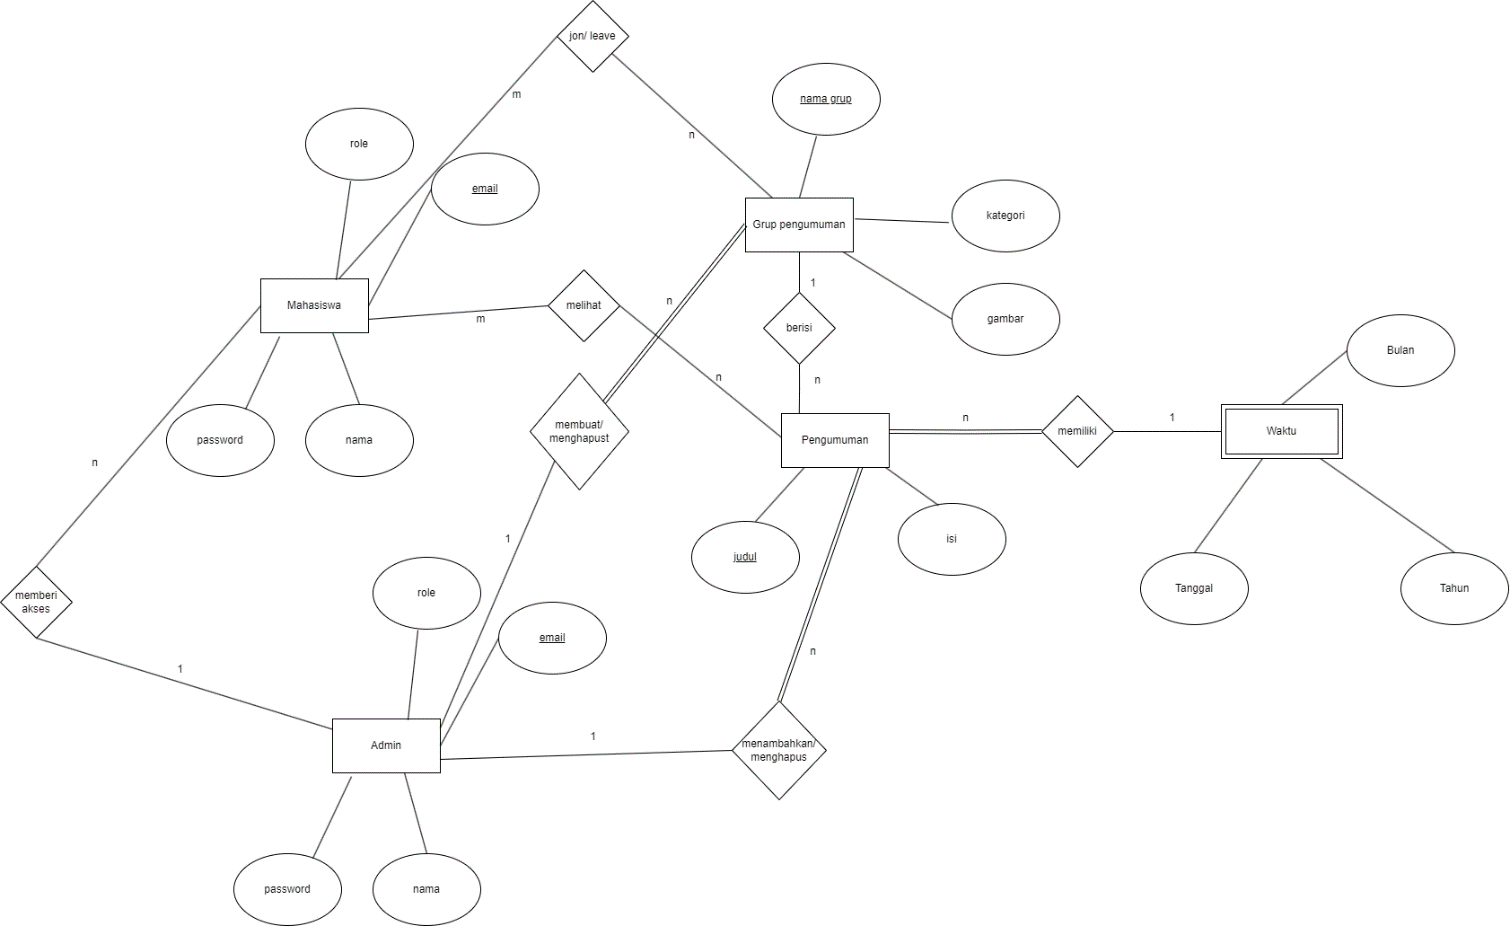 jon/ leave
nama grup
m
n
role
email
kategori
Grup pengumuman
1
n
Mahasiswa
melihat
m
berisi
gambar
n
n
Bulan
password
nama
membuat/
menghapust
Pengumuman
n
memiliki
1
Waktu
n
1
judul
isi
Tanggal
Tahun
memberi
akses
role
email
n
1
Admin
1
menambahkan/
menghapus
password
nama